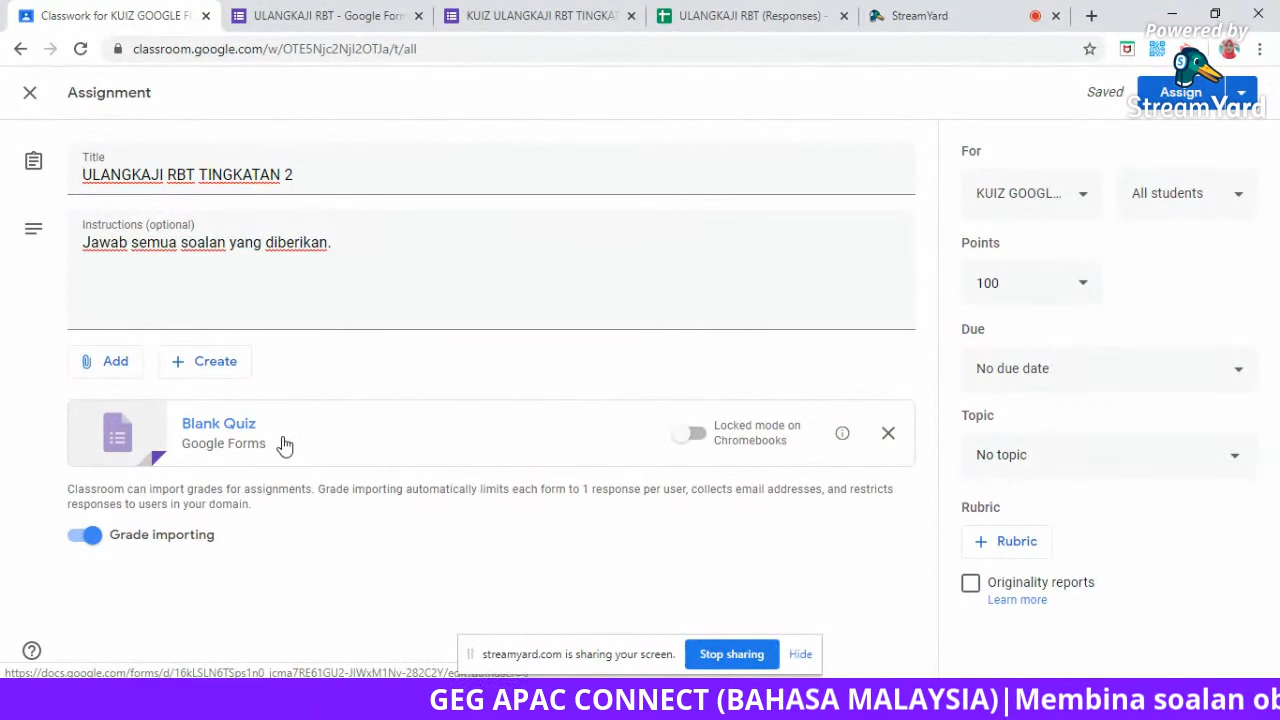 Classwork for KUIZ GOOGLE F
ULANGKAJI RBT - Google For
KUIZ ULANGKAJI RBT TINGKAT
ULANGKAJI RBT (Responses) -
StreamYard
classroom.google.com/w/OTE5Njc2NjI2OTJa/t/all
Powered by
StreamYard
Assignment
Saved
Assign
Title
ULANGKAJI RBT TINGKATAN 2
Instructions (optional)
Jawab semua soalan yang diberikan.
Add
Create
Blank Quiz
Google Forms
Locked mode on
Chromebooks
Classroom can import grades for assignments. Grade importing automatically limits each form to 1 response per user, collects email addresses, and restricts
responses to users in your domain.
Grade importing
For
KUIZ GOOGL...
All students
Points
100
Due
No due date
Topic
No topic
Rubric
Rubric
Originality reports
Learn more
streamyard.com is sharing your screen.
Stop sharing
Hide
GEG APAC CONNECT (BAHASA MALAYSIA)|Membina soalan ob